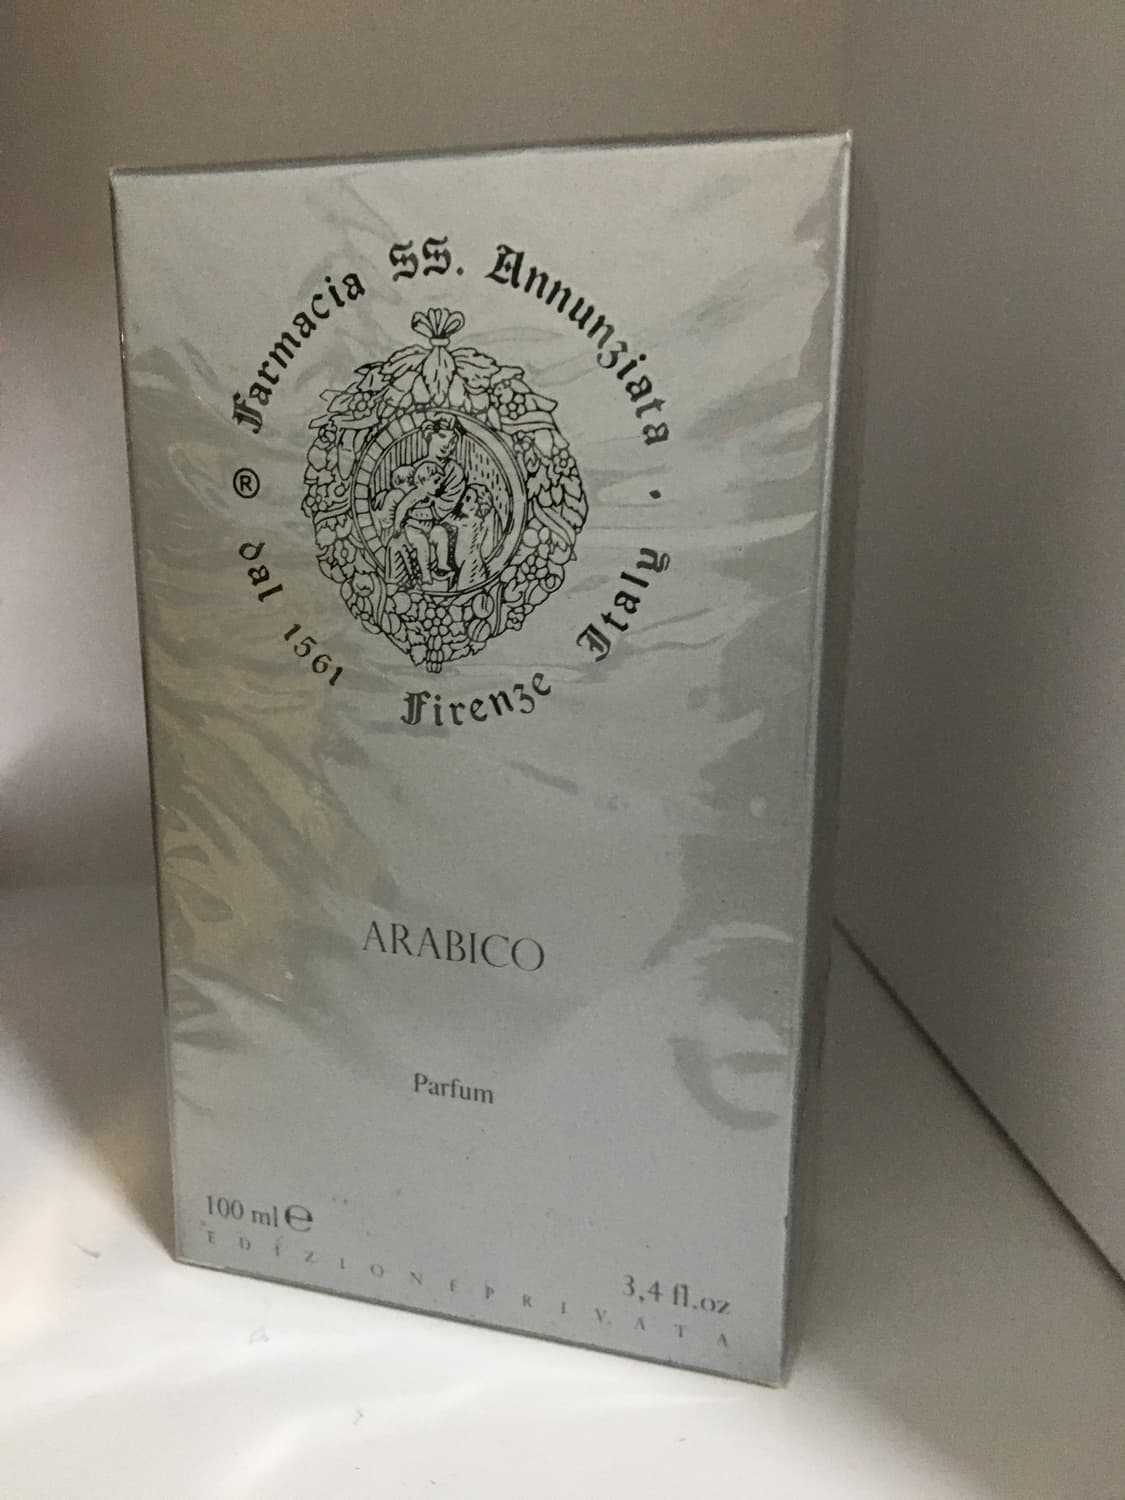 Farmacia SS. Annunziata · Firenze Italy
® dal 1561
ARABICO
Parfum
100 ml ℮
3,4 fl.oz
EDIZIONE PRIVATA